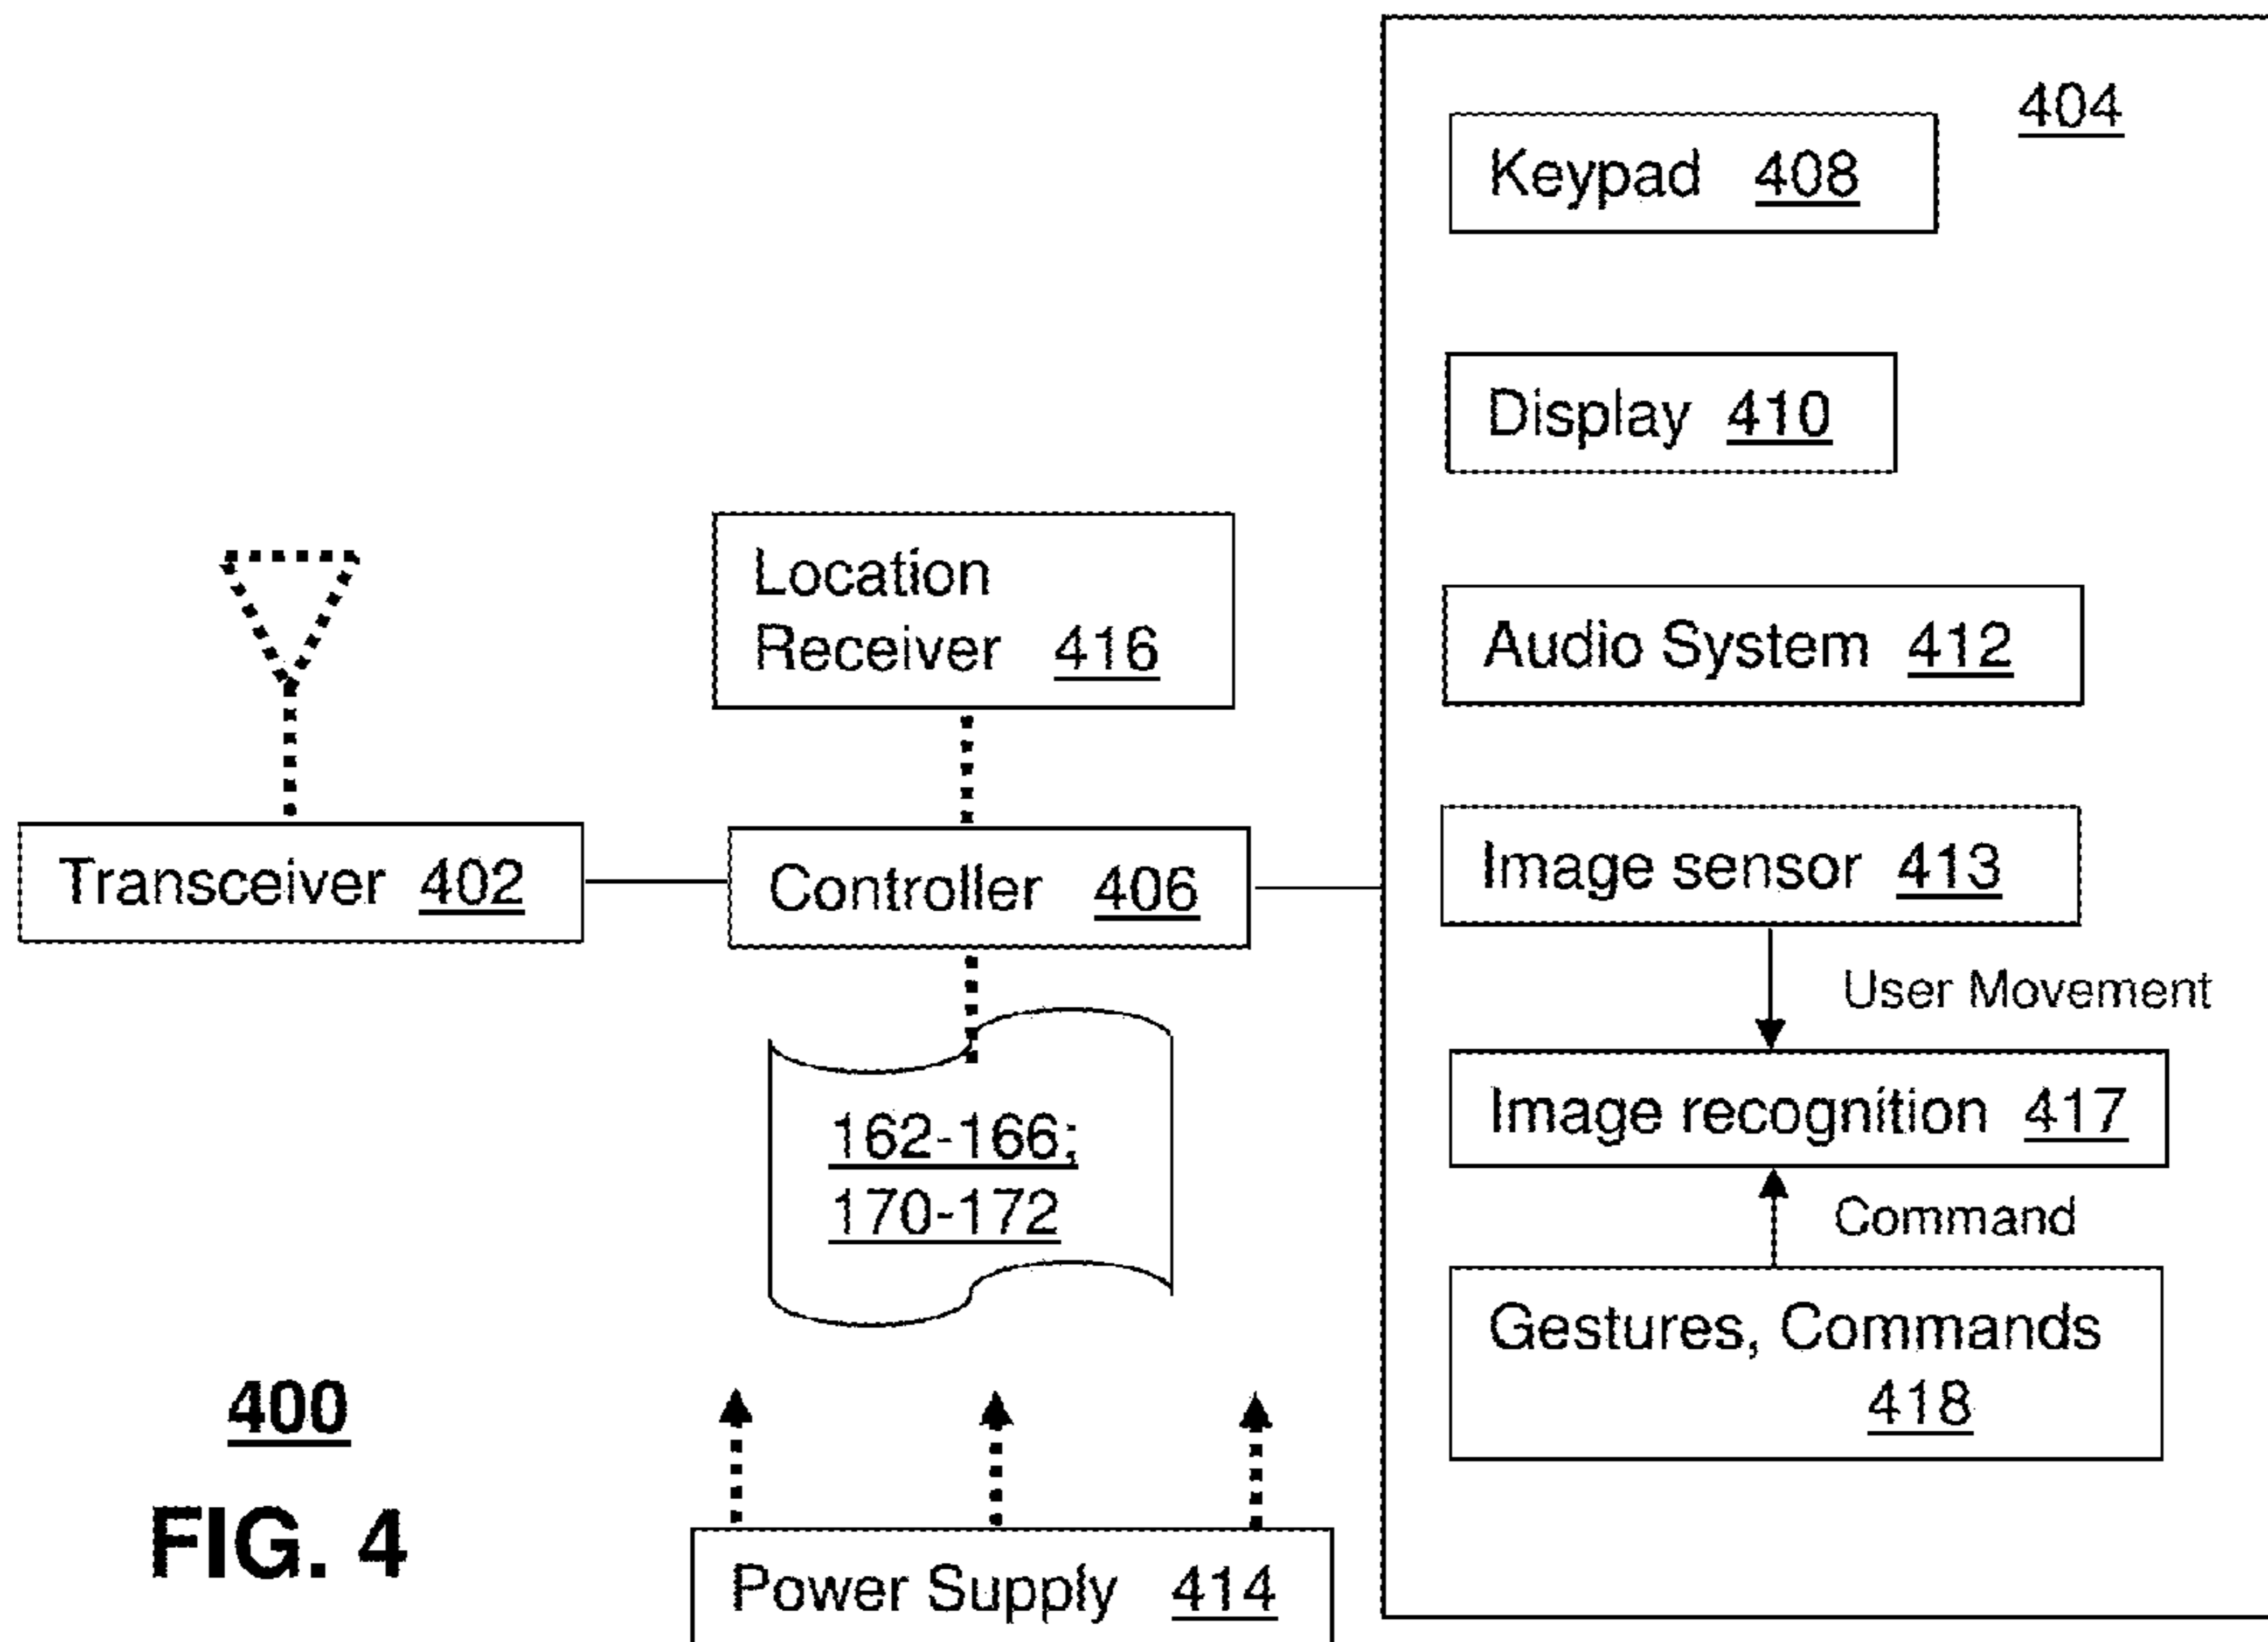 404
Keypad 408
Display 410
Location
Receiver 416
Audio System 412
Transceiver 402
Controller 406
Image sensor 413
User Movement
162-166;
170-172
Image recognition 417
Command
Gestures, Commands
418
400
FIG. 4
Power Supply 414